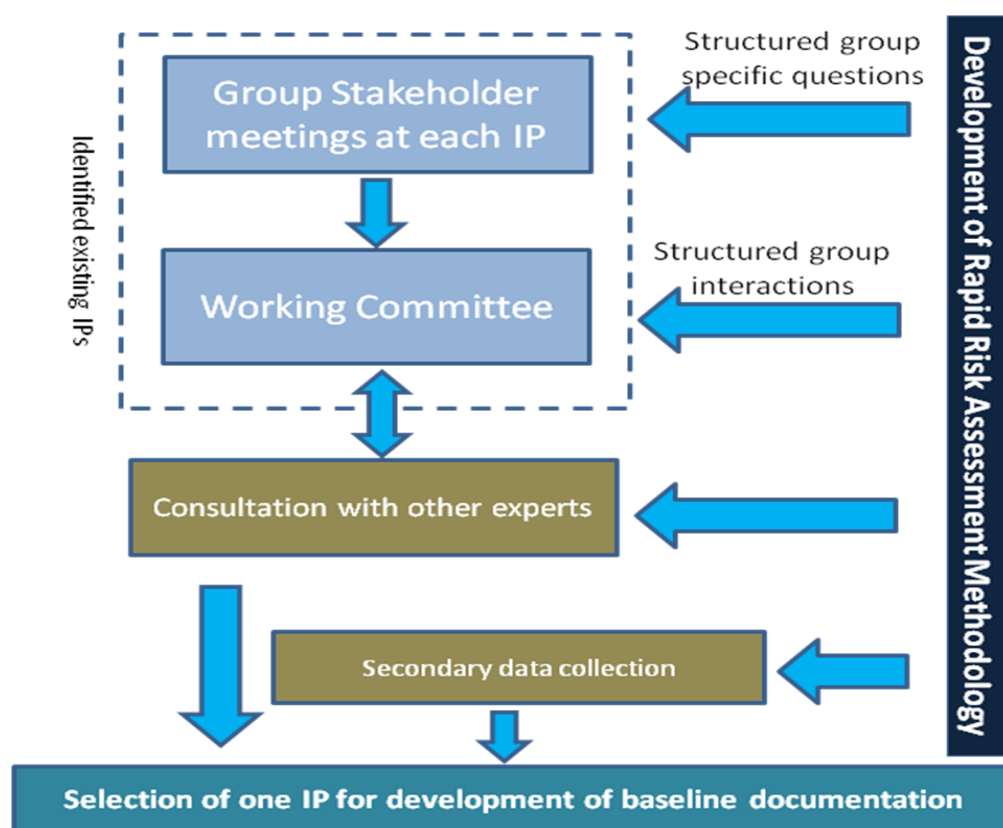 Structured group
specific questions
Group Stakeholder
meetings at each IP
Identified existing IPs
Structured group
interactions
Working Committee
Consultation with other experts
Secondary data collection
Selection of one IP for development of baseline documentation
Development of Rapid Risk Assessment Methodology